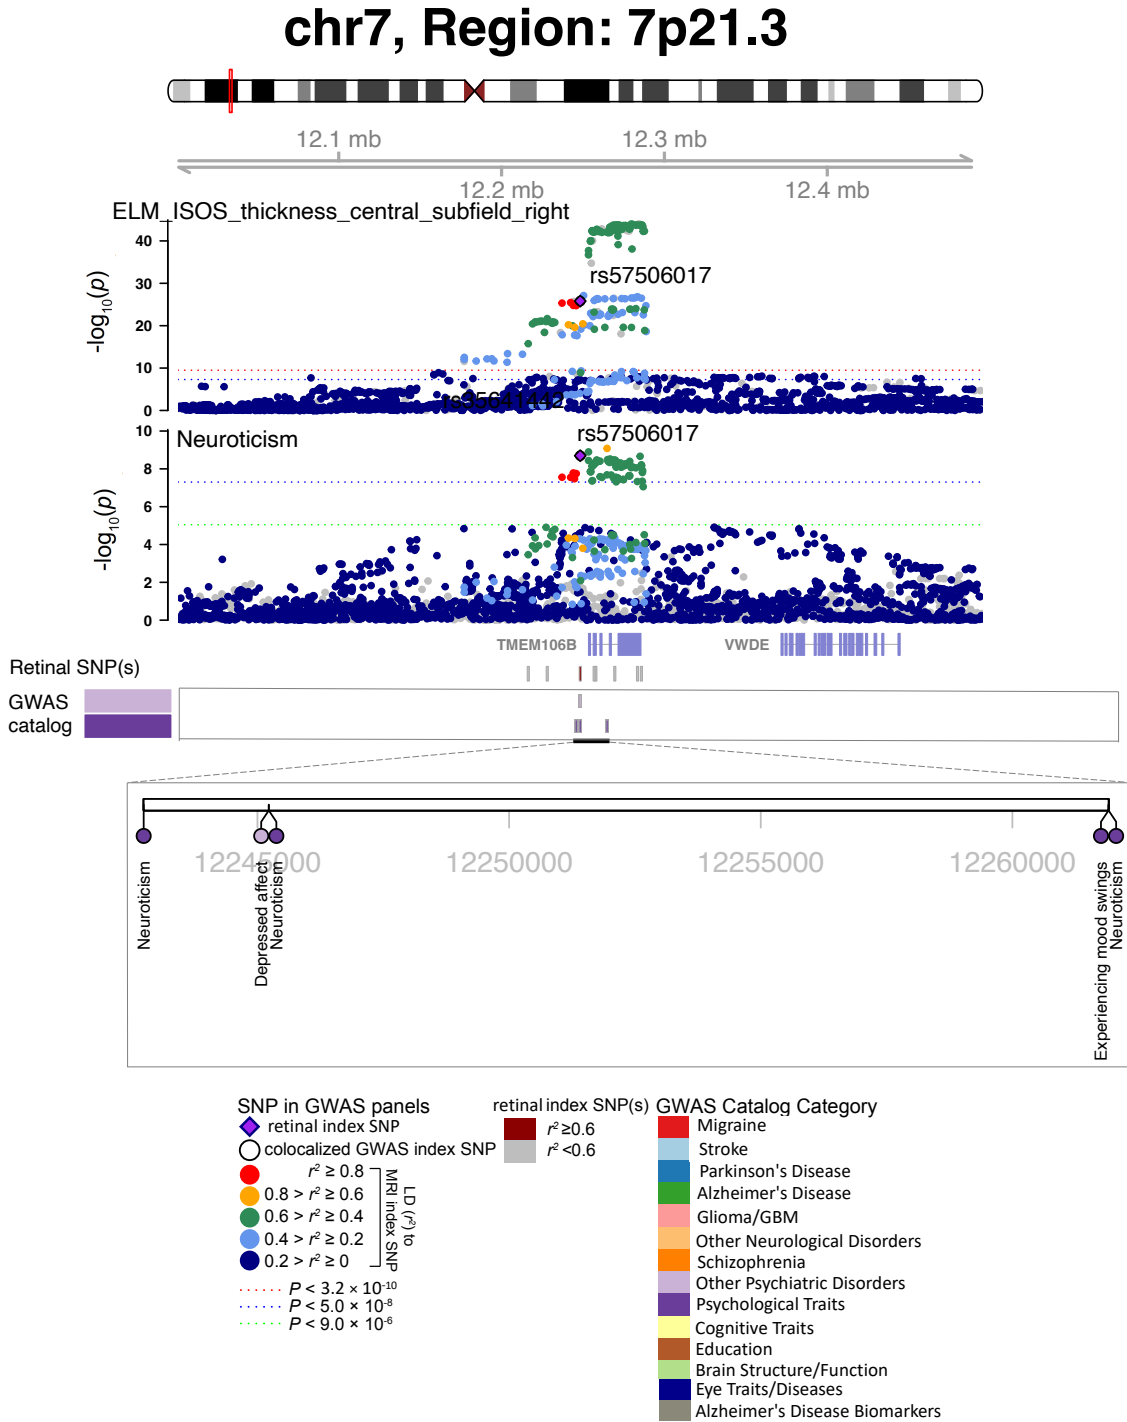 chr7, Region: 7p21.3
12.1 mb
12.3 mb
12.2 mb
12.4 mb
ELM_ISOS_thickness_central_subfield_right
-log10(p)
40
30
20
10
0
rs57506017
rs35641442
Neuroticism
-log10(p)
10
8
6
4
2
0
rs57506017
TMEM106B
VWDE
Retinal SNP(s)
GWAS
catalog
12245000
12250000
12255000
12260000
Neuroticism
Depressed affect
Neuroticism
Experiencing mood swings
Neuroticism
SNP in GWAS panels
retinal index SNP
colocalized GWAS index SNP
r² ≥ 0.8
0.8 > r² ≥ 0.6
0.6 > r² ≥ 0.4
0.4 > r² ≥ 0.2
0.2 > r² ≥ 0
LD (r²) to
MRI index SNP
P < 3.2 × 10⁻¹⁰
P < 5.0 × 10⁻⁸
P < 9.0 × 10⁻⁶
retinal index SNP(s)
r² ≥0.6
r² <0.6
GWAS Catalog Category
Migraine
Stroke
Parkinson's Disease
Alzheimer's Disease
Glioma/GBM
Other Neurological Disorders
Schizophrenia
Other Psychiatric Disorders
Psychological Traits
Cognitive Traits
Education
Brain Structure/Function
Eye Traits/Diseases
Alzheimer's Disease Biomarkers